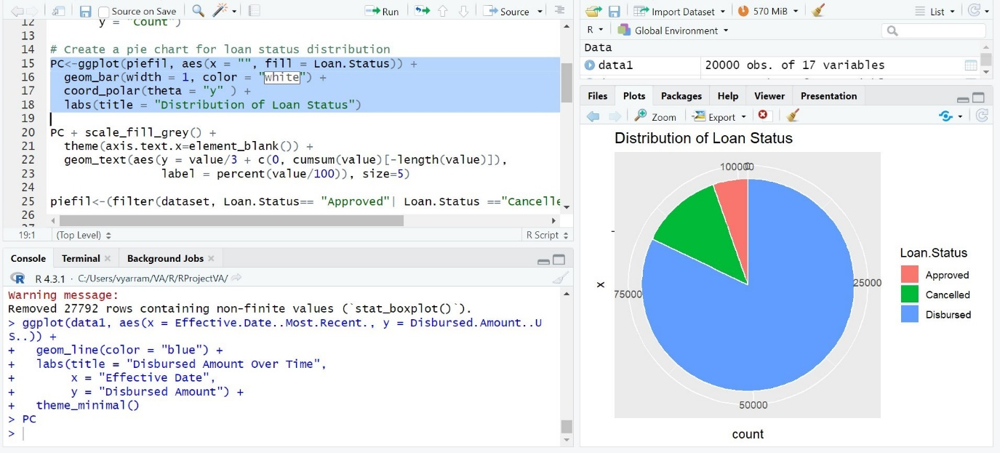 Source on Save
Run
Source
12 y = "Count")
13
14 # Create a pie chart for loan status distribution
15 PC<-ggplot(piefil, aes(x = "", fill = Loan.Status)) +
16 geom_bar(width = 1, color = "white") +
17 coord_polar(theta = "y" ) +
18 labs(title = "Distribution of Loan Status")
19
20 PC + scale_fill_grey() +
21 theme(axis.text.x=element_blank()) +
22 geom_text(aes(y = value/3 + c(0, cumsum(value)[-length(value)]),
23 label = percent(value/100)), size=5)
24
25 piefil<-(filter(dataset, Loan.Status== "Approved"| Loan.Status =="Cancelle
26
27
19:1 (Top Level) R Script
Console Terminal Background Jobs
R 4.3.1 · C:/Users/vyarram/VA/R/RProjectVA/
Warning message:
Removed 27792 rows containing non-finite values (`stat_boxplot()`).
> ggplot(data1, aes(x = Effective.Date..Most.Recent., y = Disbursed.Amount..U
S..)) +
+ geom_line(color = "blue") +
+ labs(title = "Disbursed Amount Over Time",
+ x = "Effective Date",
+ y = "Disbursed Amount") +
+ theme_minimal()
> PC
>
Import Dataset 570 MiB List
R Global Environment
Data
data1 20000 obs. of 17 variables
Files Plots Packages Help Viewer Presentation
Zoom Export
Distribution of Loan Status
100000 0
25000
50000
75000
x
count
Loan.Status
Approved
Cancelled
Disbursed